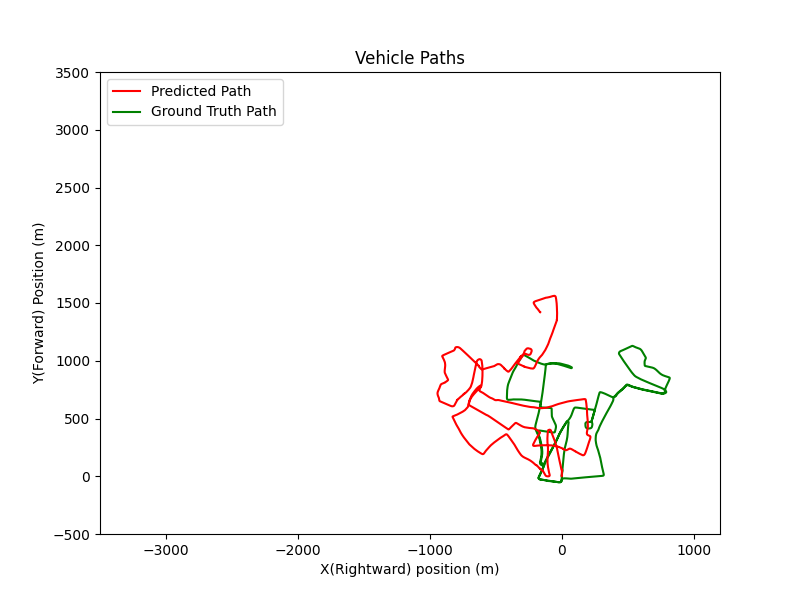 Vehicle Paths
Predicted Path
Ground Truth Path
3500
3000
2500
2000
1500
1000
500
0
−500
−3000
−2000
−1000
0
1000
Y(Forward) Position (m)
X(Rightward) position (m)